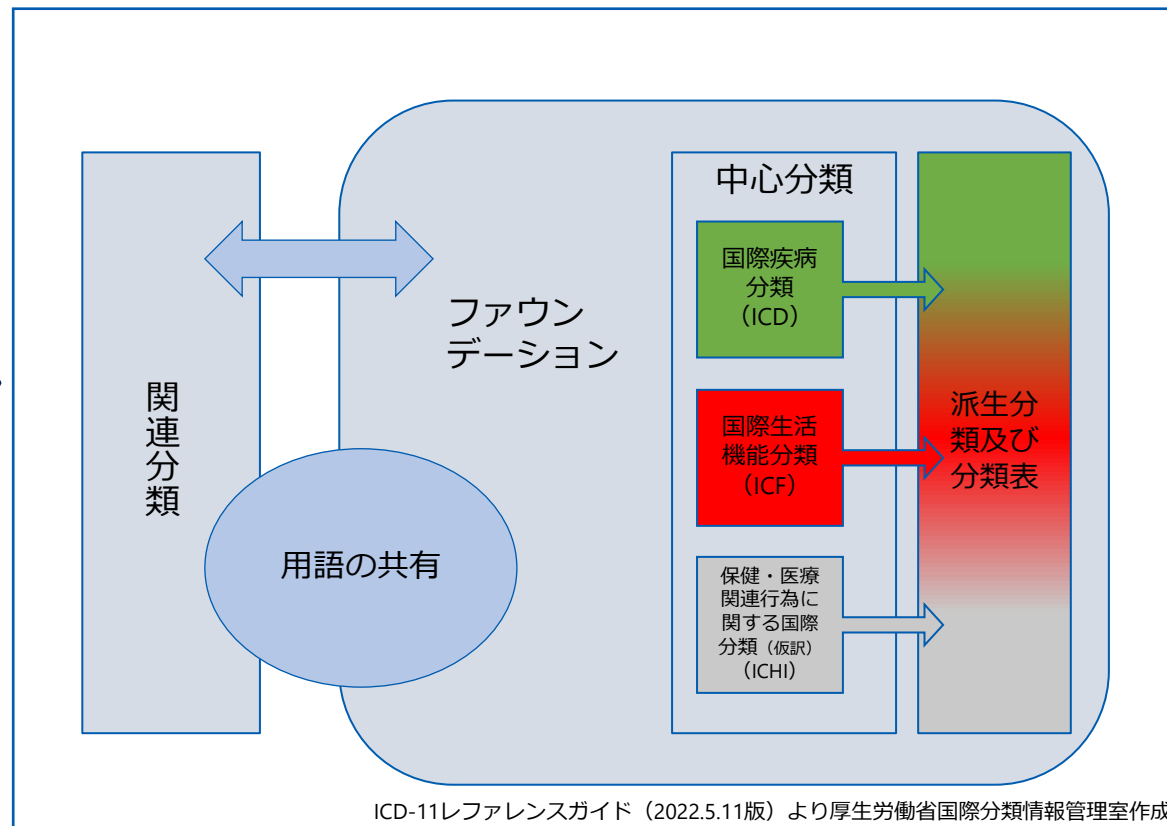 中心分類
国際疾病
分類
（ICD）
ファウン
デーション
関連分類
国際生活
機能分類
（ICF）
派生分
類及び
分類表
用語の共有
保健・医療
関連行為に
関する国際
分類（仮訳）
（ICHI）
ICD-11レファレンスガイド（2022.5.11版）より厚生労働省国際分類情報管理室作成